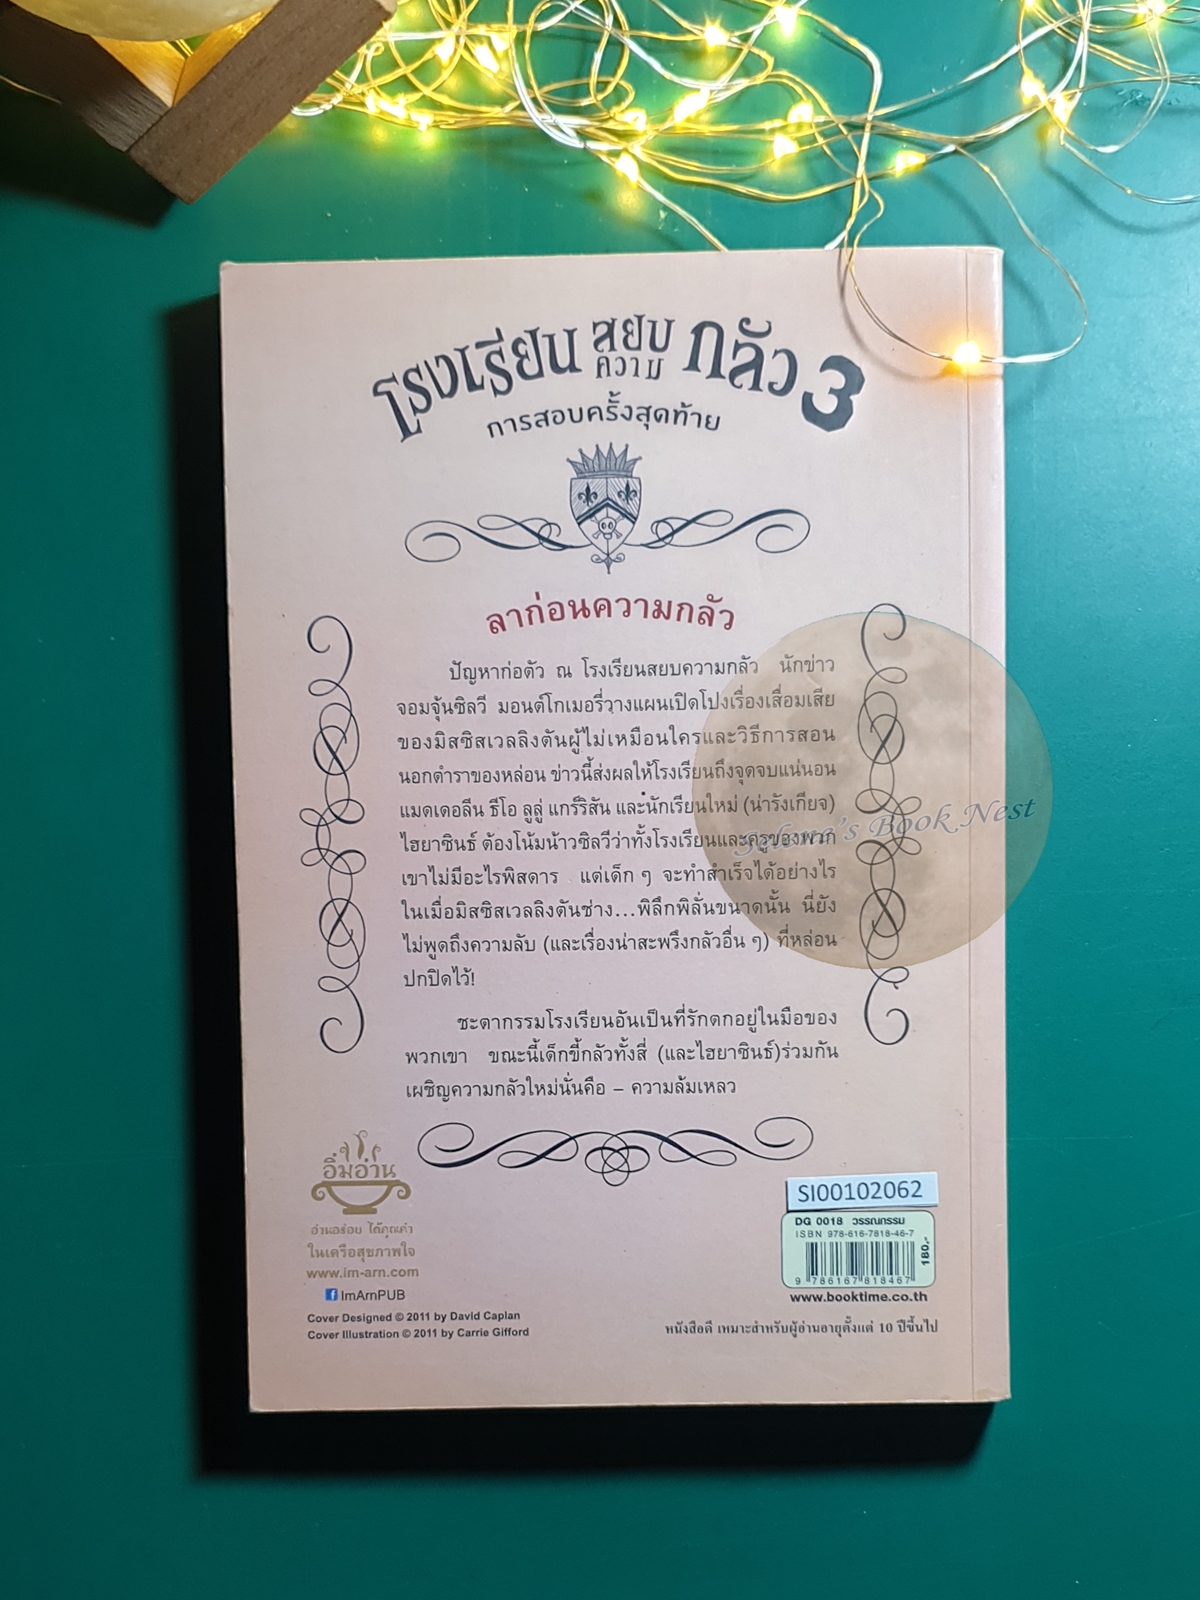 โรงเรียนสยบความกลัว 3
การสอบครั้งสุดท้าย
ลาก่อนความกลัว
ปัญหาก่อตัว ณ โรงเรียนสยบความกลัว นักข่าว
จอมจุ้นซิลวี มอนต์โกเมอรี่วางแผนเปิดโปงเรื่องเสื่อมเสีย
ของมิสซิสเวลลิงตันผู้ไม่เหมือนใครและวิธีการสอน
นอกตำราของหล่อน ข่าวนี้ส่งผลให้โรงเรียนถึงจุดจบแน่นอน
แมดเดอลีน ธีโอ ลูลู่ แกร์ริสัน และนักเรียนใหม่ (น่ารังเกียจ)
ไฮยาซินธ์ ต้องโน้มน้าวซิลวีว่าทั้งโรงเรียนและครูของพวก
เขาไม่มีอะไรพิสดาร แต่เด็ก ๆ จะทำสำเร็จได้อย่างไร
ในเมื่อมิสซิสเวลลิงตันช่าง...พิลึกพิลั่นขนาดนั้น นี่ยัง
ไม่พูดถึงความลับ (และเรื่องน่าสะพรึงกลัวอื่น ๆ) ที่หล่อน
ปกปิดไว้!
ชะตากรรมโรงเรียนอันเป็นที่รักตกอยู่ในมือของ
พวกเขา ขณะนี้เด็กขี้กลัวทั้งสี่ (และไฮยาซินธ์)ร่วมกัน
เผชิญความกลัวใหม่นั่นคือ – ความล้มเหลว
's Book Nest
อิ่มอ่าน
อ่านอร่อย ได้คุณค่า
ในเครือสุขภาพใจ
www.im-arn.com
ImArnPUB
Cover Designed © 2011 by David Caplan
Cover Illustration © 2011 by Carrie Gifford
SI00102062
DG 0018 วรรณกรรม
ISBN 978-616-7818-46-7
180.-
9 786167 818467
www.booktime.co.th
หนังสือดี เหมาะสำหรับผู้อ่านอายุตั้งแต่ 10 ปีขึ้นไป